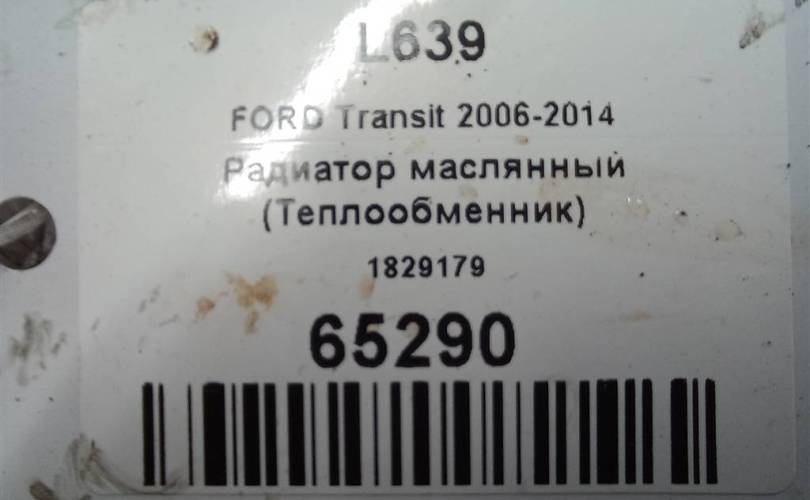 L639
FORD Transit 2006-2014
Радиатор маслянный
(Теплообменник)
1829179
65290